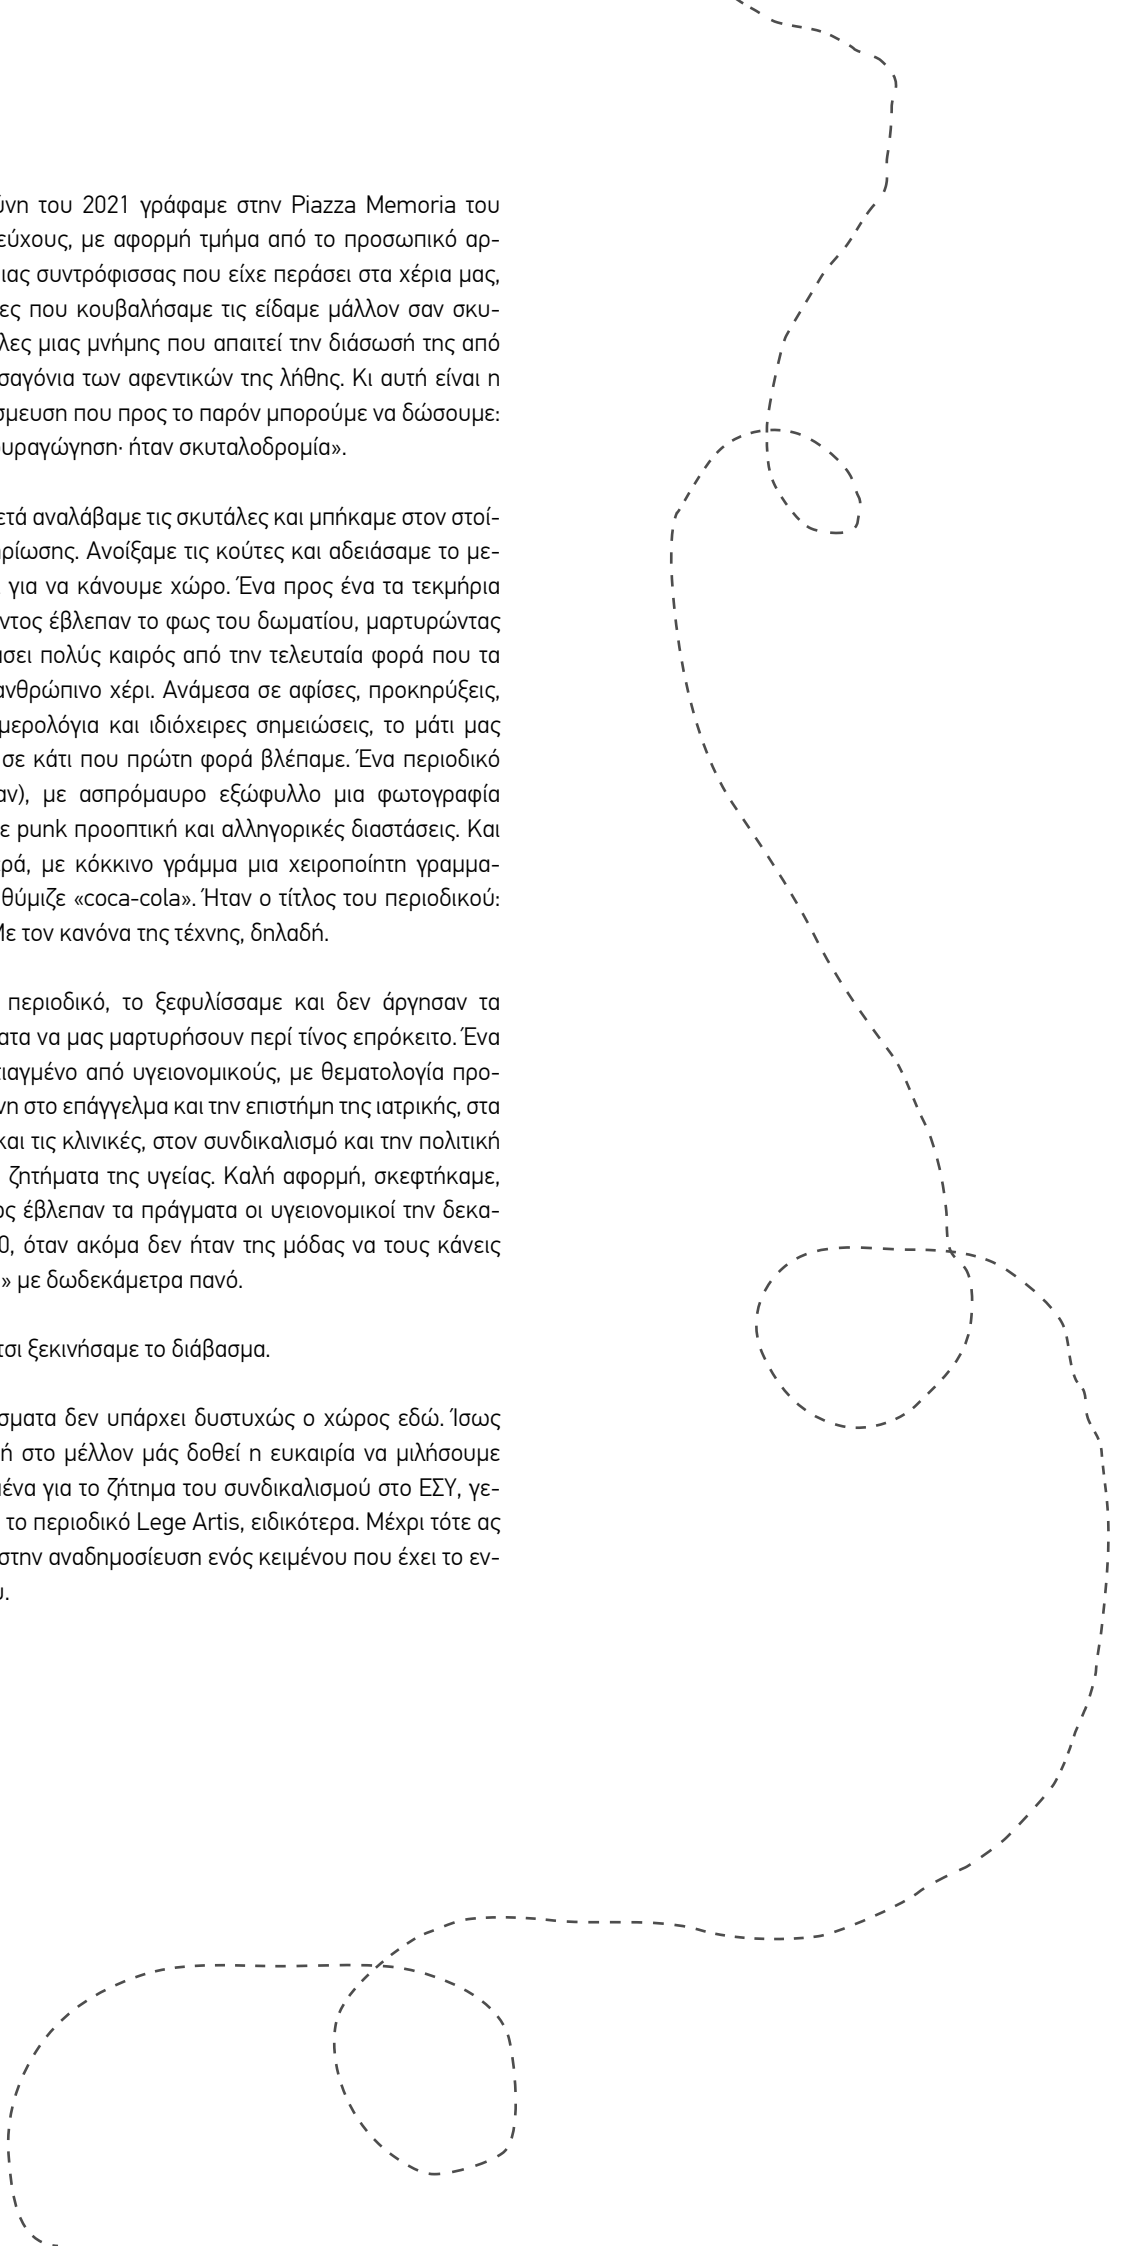 ύνη του 2021 γράφαμε στην Piazza Memoria του
εύχους, με αφορμή τμήμα από το προσωπικό αρ-
ιας συντρόφισσας που είχε περάσει στα χέρια μας,
ες που κουβαλήσαμε τις είδαμε μάλλον σαν σκυ-
λες μιας μνήμης που απαιτεί την διάσωσή της από
σαγόνια των αφεντικών της λήθης. Κι αυτή είναι η
σμευση που προς το παρόν μπορούμε να δώσουμε:
υραγώγηση· ήταν σκυταλοδρομία».
ετά αναλάβαμε τις σκυτάλες και μπήκαμε στον στοί-
ηρίωσης. Ανοίξαμε τις κούτες και αδειάσαμε το με-
για να κάνουμε χώρο. Ένα προς ένα τα τεκμήρια
ντος έβλεπαν το φως του δωματίου, μαρτυρώντας
άσει πολύς καιρός από την τελευταία φορά που τα
ανθρώπινο χέρι. Ανάμεσα σε αφίσες, προκηρύξεις,
μερολόγια και ιδιόχειρες σημειώσεις, το μάτι μας
σε κάτι που πρώτη φορά βλέπαμε. Ένα περιοδικό
αν), με ασπρόμαυρο εξώφυλλο μια φωτογραφία
ε punk προοπτική και αλληγορικές διαστάσεις. Και
ερά, με κόκκινο γράμμα μια χειροποίητη γραμμα-
θύμιζε «coca-cola». Ήταν ο τίτλος του περιοδικού:
Με τον κανόνα της τέχνης, δηλαδή.
περιοδικό, το ξεφυλίσσαμε και δεν άργησαν τα
ατα να μας μαρτυρήσουν περί τίνος επρόκειτο. Ένα
τιαγμένο από υγειονομικούς, με θεματολογία προ-
νη στο επάγγελμα και την επιστήμη της ιατρικής, στα
και τις κλινικές, στον συνδικαλισμό και την πολιτική
ζητήματα της υγείας. Καλή αφορμή, σκεφτήκαμε,
ος έβλεπαν τα πράγματα οι υγειονομικοί την δεκα-
0, όταν ακόμα δεν ήταν της μόδας να τους κάνεις
» με δωδεκάμετρα πανό.
τσι ξεκινήσαμε το διάβασμα.
σματα δεν υπάρχει δυστυχώς ο χώρος εδώ. Ίσως
ή στο μέλλον μάς δοθεί η ευκαιρία να μιλήσουμε
μένα για το ζήτημα του συνδικαλισμού στο ΕΣΥ, γε-
το περιοδικό Lege Artis, ειδικότερα. Μέχρι τότε ας
στην αναδημοσίευση ενός κειμένου που έχει το εν-
υ.